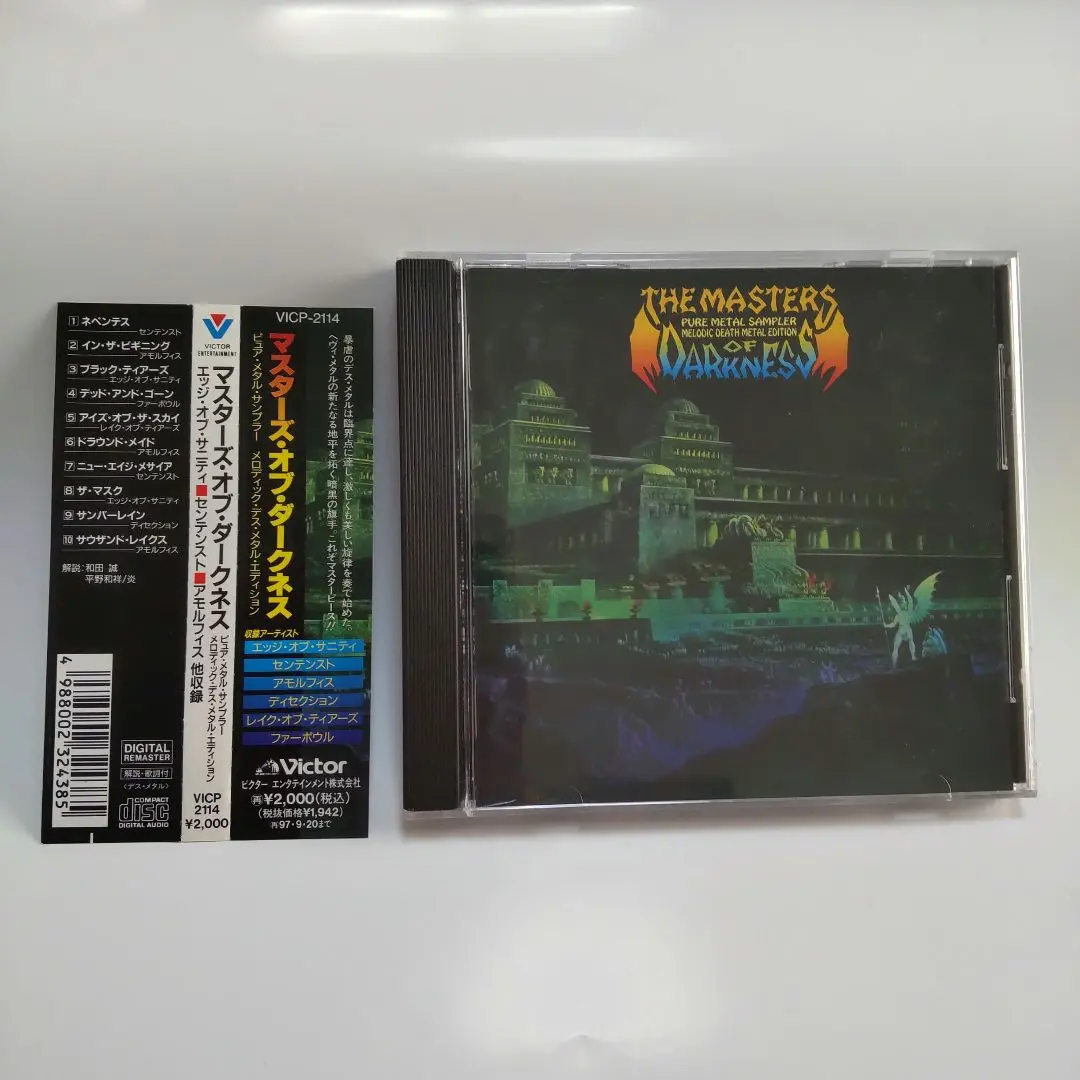 1 ネペンテス
センテンスト
2 イン・ザ・ビギニング
アモルフィス
3 ブラック・ティアーズ
エッジ・オブ・サニティ
4 デッド・アンド・ゴーン
ファーボウル
5 アイズ・オブ・ザ・スカイ
レイク・オブ・ティアーズ
6 ドラウンド・メイド
アモルフィス
7 ニュー・エイジ・メサイア
センテンスト
8 ザ・マスク
エッジ・オブ・サニティ
9 サンバーレイン
ディセクション
10 サウザンド・レイクス
アモルフィス
解説:和田 誠
平野和祥/炎
4 988002 324385
DIGITAL
REMASTER
解説・歌詞付
〈デス・メタル〉
COMPACT
disc
DIGITAL AUDIO
VICTOR
ENTERTAINMENT
マスターズ・オブ・ダークネス
ピュア・メタル・サンプラー
メロディック・デス・メタル・エディション
エッジ・オブ・サニティ■センテンスト■アモルフィス 他収録
VICP
2114
¥2,000
VICP-2114
暴虐のデス・メタルは臨界点に達し、激しくも美しい旋律を奏で始めた。
ヘヴィ・メタルの新たなる地平を拓く暗黒の旗手。これぞマスターピース!!
マスターズ・オブ・ダークネス
ピュア・メタル・サンプラー メロディック・デス・メタル・エディション
収録アーティスト
エッジ・オブ・サニティ
センテンスト
アモルフィス
ディセクション
レイク・オブ・ティアーズ
ファーボウル
Victor
ビクター エンタテインメント株式会社
再¥2,000(税込)
(税抜価格¥1,942)
再97・9・20まで
THE MASTERS
PURE METAL SAMPLER
MELODIC DEATH METAL EDITION
OF
DARKNESS